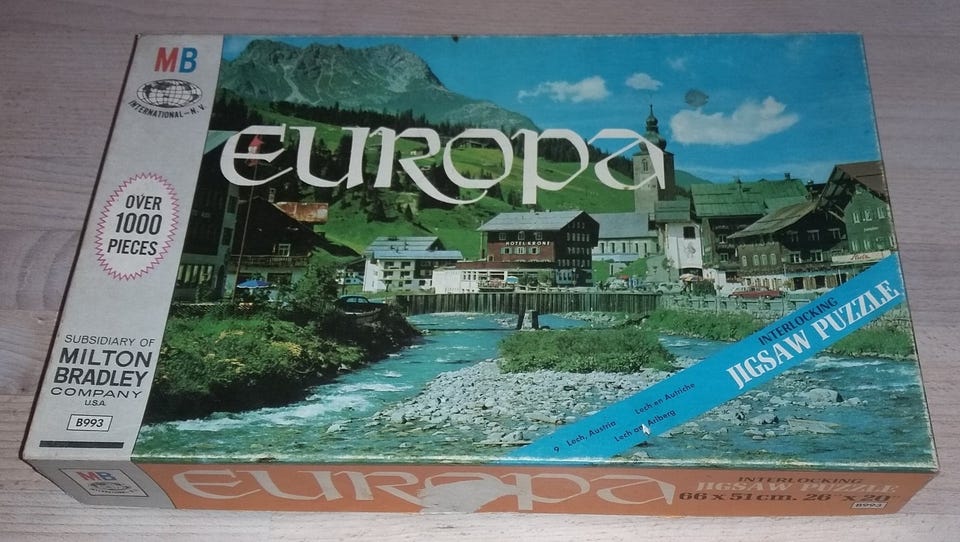 MB
INTERNATIONAL - N.V.
OVER
1000
PIECES
SUBSIDIARY OF
MILTON
BRADLEY
COMPANY
U.S.A.
B993
EUROPA
HOTEL KRONE
INTERLOCKING
JIGSAW PUZZLE
9 Lech, Austria
Lech en Autriche
Lech am Arlberg
MB
EUROPA
INTERLOCKING
JIGSAW PUZZLE
66 x 51 cm. 26" x 20"
B993